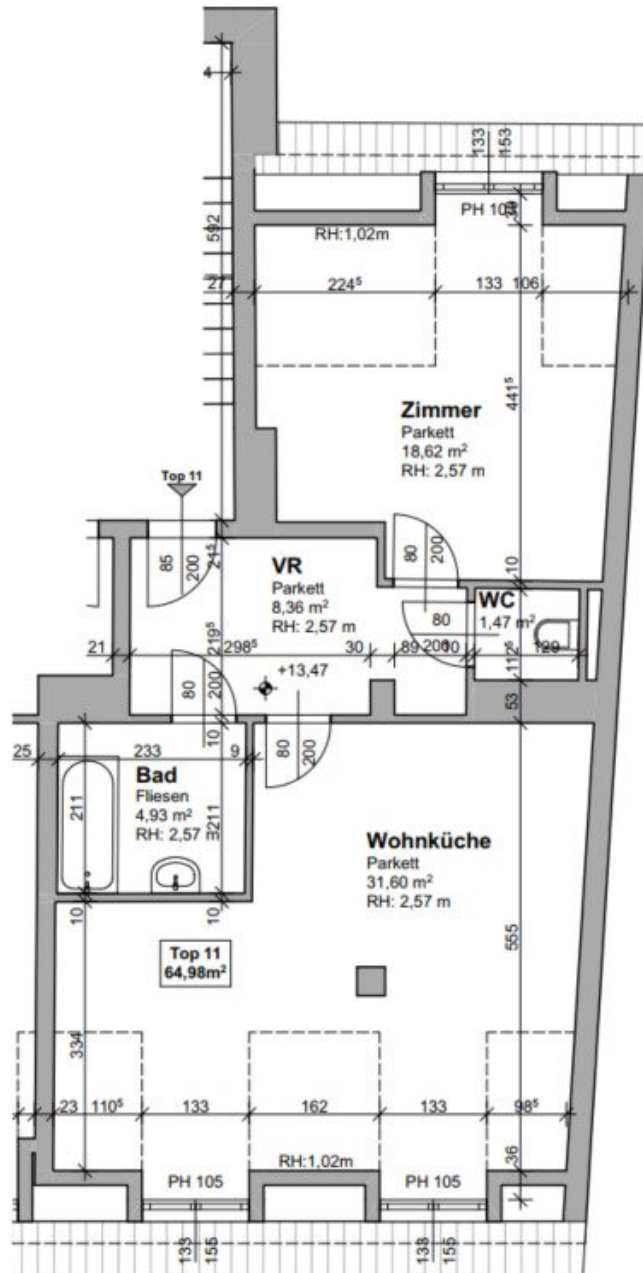 4
133
153
PH 105
RH:1,02m
592
27
224⁵
133
106
441⁵
Zimmer
Parkett
18,62 m²
RH: 2,57 m
Top 11
85
200
24⁵
VR
Parkett
8,36 m²
RH: 2,57 m
80
200
10
WC
1,47 m²
80
200
21
219⁵
298⁵
30
89
10
112⁵
129
+13,47
80
200
10
53
80
200
25
233
9
Bad
Fliesen
4,93 m²
RH: 2,57 m
211
211
Wohnküche
Parkett
31,60 m²
RH: 2,57 m
10
10
555
Top 11
64,98m²
334
23
110⁵
133
162
133
98⁵
RH:1,02m
36
PH 105
PH 105
133
155
133
155